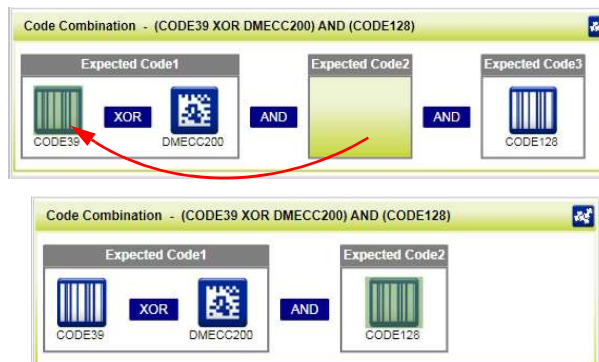 Code Combination - (CODE39 XOR DMECC200) AND (CODE128)
Expected Code1 Expected Code2 Expected Code3
XOR AND AND
CODE39 DMECC200 CODE128
Code Combination - (CODE39 XOR DMECC200) AND (CODE128)
Expected Code1 Expected Code2
XOR AND
CODE39 DMECC200 CODE128